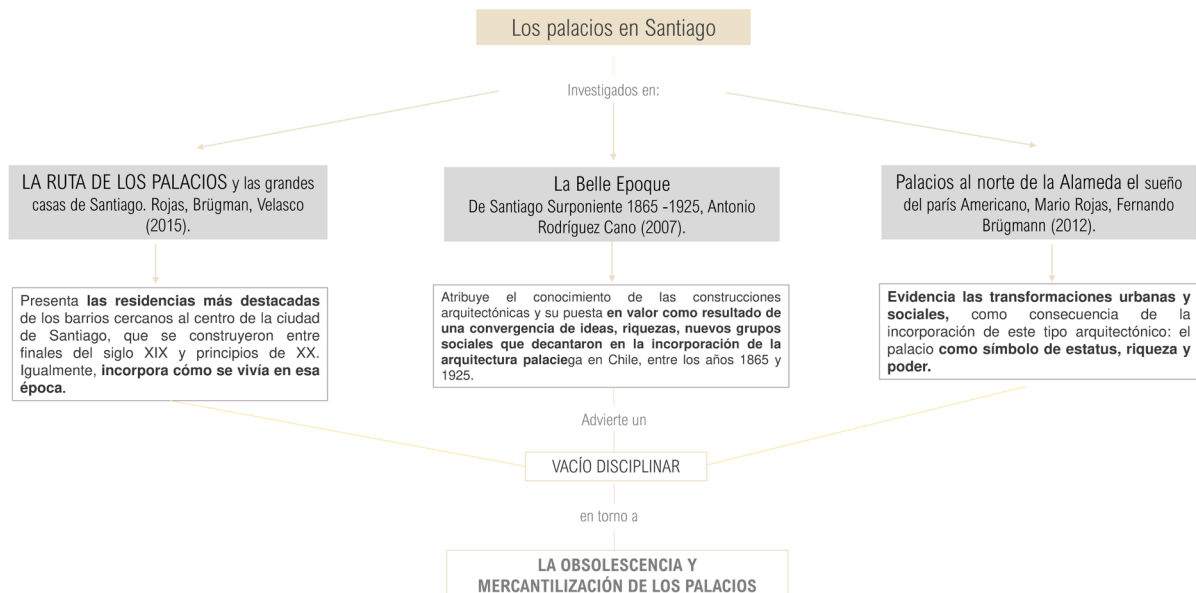 Los palacios en Santiago
Investigados en:
LA RUTA DE LOS PALACIOS y las grandes
casas de Santiago. Rojas, Brügman, Velasco
(2015).
La Belle Epoque
De Santiago Surponiente 1865 -1925, Antonio
Rodríguez Cano (2007).
Palacios al norte de la Alameda el sueño
del parís Americano, Mario Rojas, Fernando
Brügmann (2012).
Presenta las residencias más destacadas
de los barrios cercanos al centro de la ciudad
de Santiago, que se construyeron entre
finales del siglo XIX y principios de XX.
Igualmente, incorpora cómo se vivía en esa
época.
Atribuye el conocimiento de las construcciones
arquitectónicas y su puesta en valor como resultado de
una convergencia de ideas, riquezas, nuevos grupos
sociales que decantaron en la incorporación de la
arquitectura palaciega en Chile, entre los años 1865 y
1925.
Evidencia las transformaciones urbanas y
sociales, como consecuencia de la
incorporación de este tipo arquitectónico: el
palacio como símbolo de estatus, riqueza y
poder.
Advierte un
VACÍO DISCIPLINAR
en torno a
LA OBSOLESCENCIA Y
MERCANTILIZACIÓN DE LOS PALACIOS